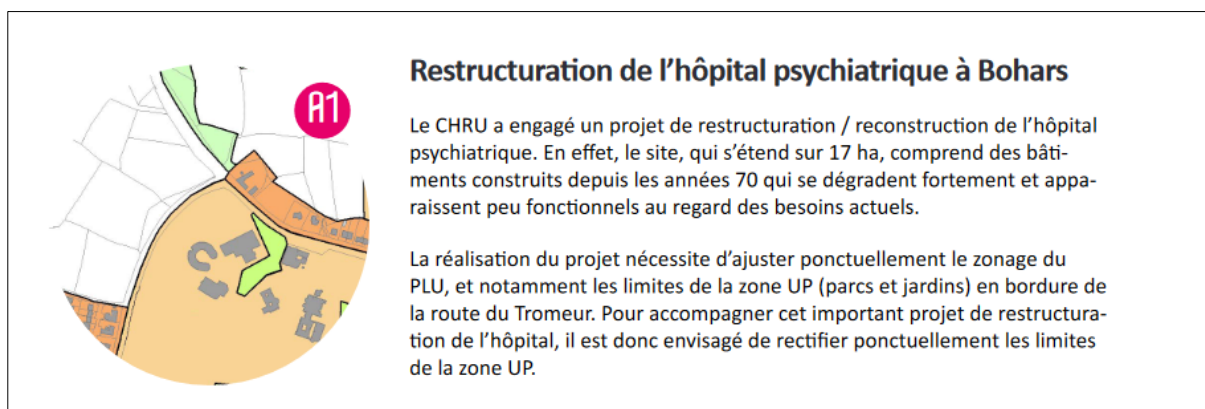 A1
Restructuration de l'hôpital psychiatrique à Bohars
Le CHRU a engagé un projet de restructuration / reconstruction de l'hôpital
psychiatrique. En effet, le site, qui s'étend sur 17 ha, comprend des bâti-
ments construits depuis les années 70 qui se dégradent fortement et appa-
raissent peu fonctionnels au regard des besoins actuels.
La réalisation du projet nécessite d'ajuster ponctuellement le zonage du
PLU, et notamment les limites de la zone UP (parcs et jardins) en bordure de
la route du Tromeur. Pour accompagner cet important projet de restructura-
tion de l'hôpital, il est donc envisagé de rectifier ponctuellement les limites
de la zone UP.